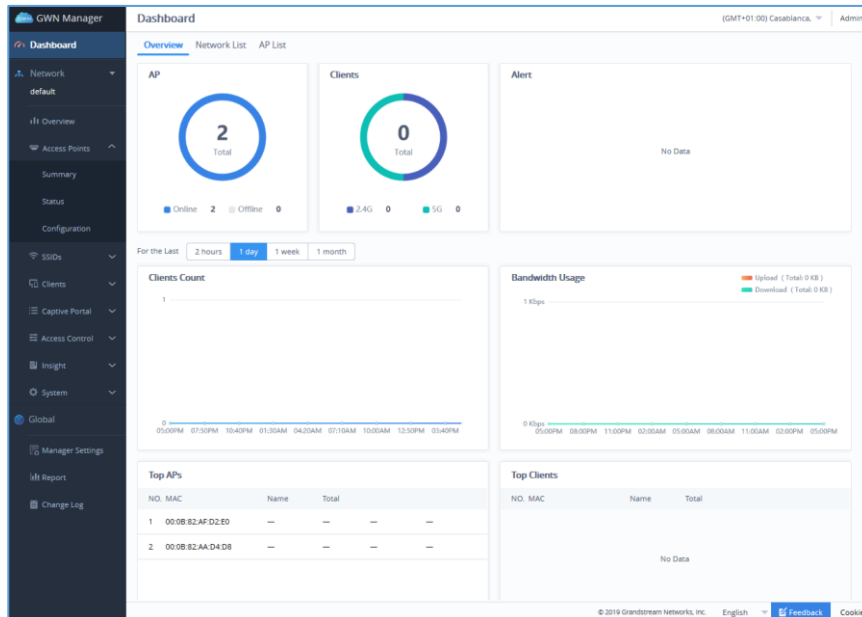 GWN Manager
Dashboard
(GMT+01:00) Casablanca,
Admin
Dashboard
Overview Network List AP List
Network
default
Overview
Access Points
Summary
Status
Configuration
SSIDs
Clients
Captive Portal
Access Control
Insight
System
Global
Manager Settings
Report
Change Log
AP
2
Total
Online 2 Offline 0
Clients
0
Total
2.4G 0 5G 0
Alert
No Data
For the Last 2 hours 1 day 1 week 1 month
Clients Count
1
0
05:00PM 07:50PM 10:40PM 01:30AM 04:20AM 07:10AM 10:00AM 12:50PM 03:40PM
Bandwidth Usage
Upload ( Total: 0 KB )
Download ( Total: 0 KB )
1 Kbps
0 Kbps
05:00PM 08:00PM 11:00PM 02:00AM 05:00AM 08:00AM 11:00AM 02:00PM 05:00PM
Top APs
NO. MAC Name Total
1 00:0B:82:AF:D2:E0 — — — —
2 00:0B:82:AA:D4:D8 — — — —
Top Clients
NO. MAC Name Total
No Data
© 2019 Grandstream Networks, Inc. English Feedback Cookie